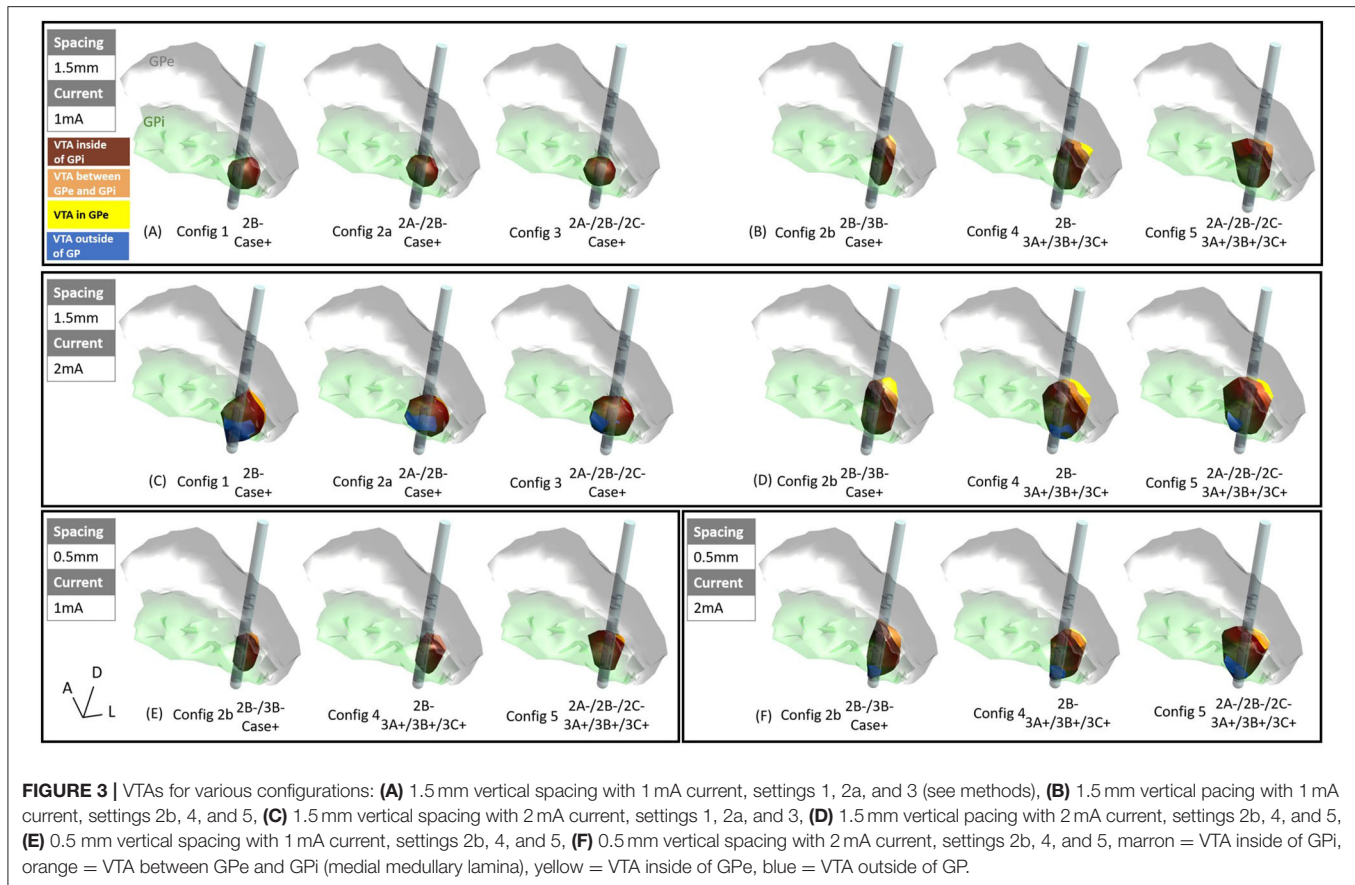 Spacing
1.5mm
Current
1mA
VTA inside
of GPi
VTA between
GPe and GPi
VTA in GPe
VTA outside
of GP
GPe
GPi
(A) Config 1 2B-
Case+
Config 2a 2A-/2B-
Case+
Config 3 2A-/2B-/2C-
Case+
(B) Config 2b 2B-/3B-
Case+
Config 4 2B-
3A+/3B+/3C+
Config 5 2A-/2B-/2C-
3A+/3B+/3C+
Spacing
1.5mm
Current
2mA
(C) Config 1 2B-
Case+
Config 2a 2A-/2B-
Case+
Config 3 2A-/2B-/2C-
Case+
(D) Config 2b 2B-/3B-
Case+
Config 4 2B-
3A+/3B+/3C+
Config 5 2A-/2B-/2C-
3A+/3B+/3C+
Spacing
0.5mm
Current
1mA
A
D
L
(E) Config 2b 2B-/3B-
Case+
Config 4 2B-
3A+/3B+/3C+
Config 5 2A-/2B-/2C-
3A+/3B+/3C+
Spacing
0.5mm
Current
2mA
(F) Config 2b 2B-/3B-
Case+
Config 4 2B-
3A+/3B+/3C+
Config 5 2A-/2B-/2C-
3A+/3B+/3C+
FIGURE 3 | VTAs for various configurations: (A) 1.5 mm vertical spacing with 1 mA current, settings 1, 2a, and 3 (see methods), (B) 1.5 mm vertical pacing with 1 mA
current, settings 2b, 4, and 5, (C) 1.5 mm vertical spacing with 2 mA current, settings 1, 2a, and 3, (D) 1.5 mm vertical pacing with 2 mA current, settings 2b, 4, and 5,
(E) 0.5 mm vertical spacing with 1 mA current, settings 2b, 4, and 5, (F) 0.5 mm vertical spacing with 2 mA current, settings 2b, 4, and 5, marron = VTA inside of GPi,
orange = VTA between GPe and GPi (medial medullary lamina), yellow = VTA inside of GPe, blue = VTA outside of GP.